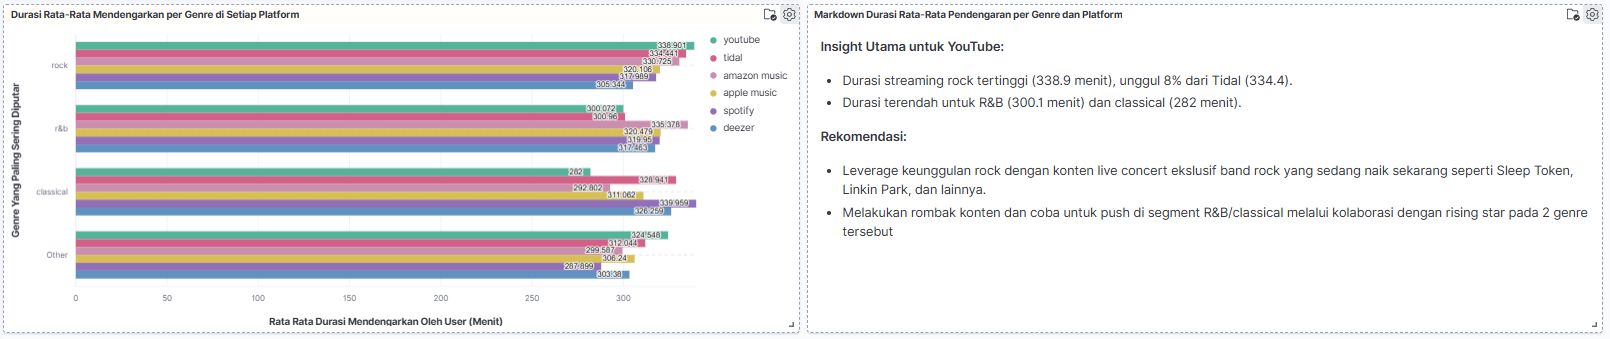 Durasi Rata-Rata Mendengarkan per Genre di Setiap Platform
Genre Yang Paling Sering Diputar
rock
338.901
334.441
330.725
320.106
317.989
305.344
r&b
300.072
300.96
335.378
320.479
319.95
317.463
classical
282
328.941
292.802
311.062
339.959
326.259
Other
324.548
312.044
299.587
306.24
287.899
303.38
0 50 100 150 200 250 300
Rata Rata Durasi Mendengarkan Oleh User (Menit)
youtube
tidal
amazon music
apple music
spotify
deezer
Markdown Durasi Rata-Rata Pendengaran per Genre dan Platform
Insight Utama untuk YouTube:
• Durasi streaming rock tertinggi (338.9 menit), unggul 8% dari Tidal (334.4).
• Durasi terendah untuk R&B (300.1 menit) dan classical (282 menit).
Rekomendasi:
• Leverage keunggulan rock dengan konten live concert ekslusif band rock yang sedang naik sekarang seperti Sleep Token,
Linkin Park, dan lainnya.
• Melakukan rombak konten dan coba untuk push di segment R&B/classical melalui kolaborasi dengan rising star pada 2 genre
tersebut